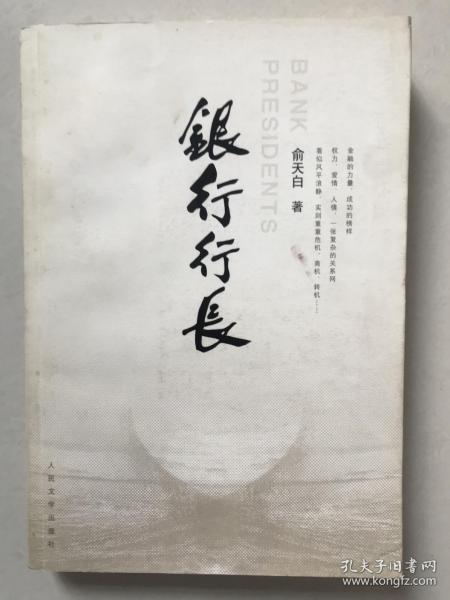 BANK
PRESIDENTS
銀行行長
俞天白 著
金融的力量，成功的榜样
权力、爱情、人情，一张复杂的关系网
看似风平浪静，实则重重危机、商机、转机……
人民文学出版社
孔夫子旧书网
www.kongfz.com